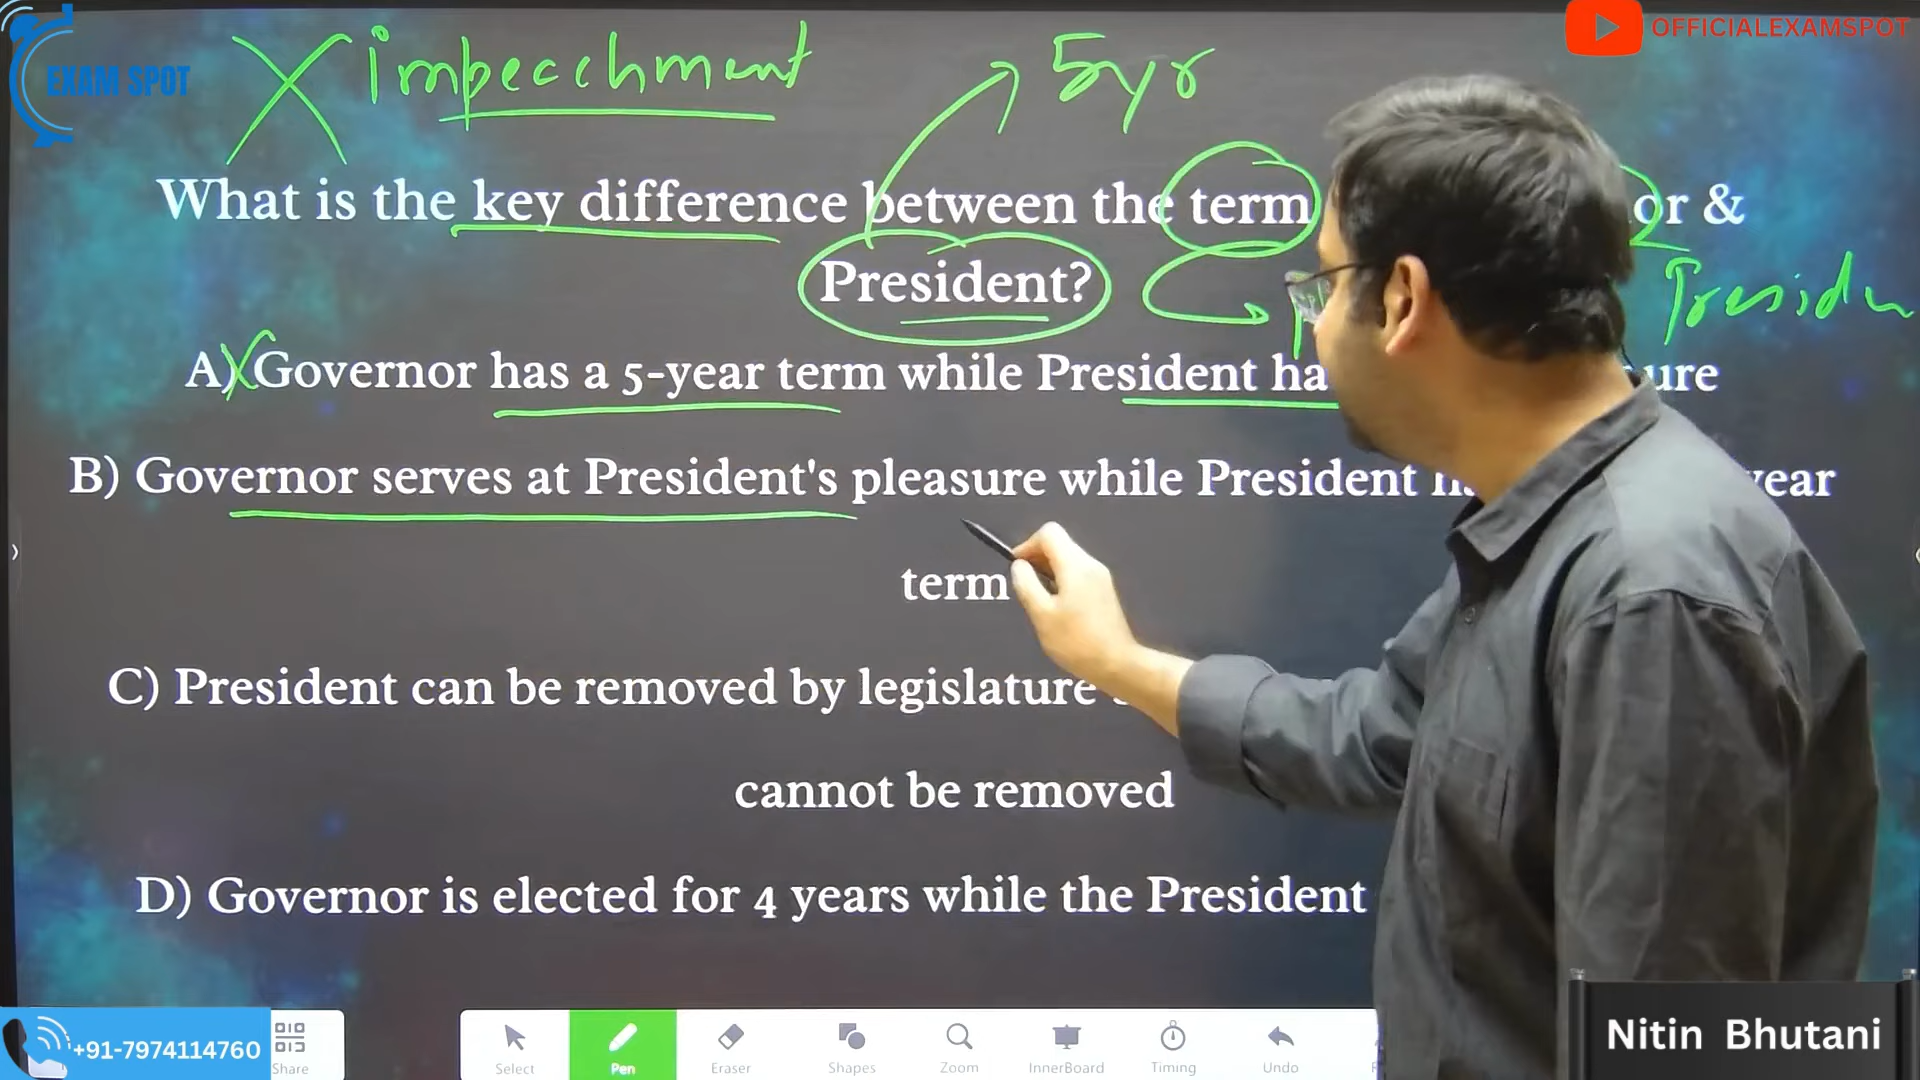 EXAM SPOT
impecchment
5yr
OFFICIALEXAMSPOT
What is the key difference between the term or &
President?
A) Governor has a 5-year term while President ha ure
B) Governor serves at President's pleasure while President year
term
C) President can be removed by legislature
cannot be removed
D) Governor is elected for 4 years while the President
+91-7974114760
Share
Select
Pen
Eraser
Shapes
Zoom
InnerBoard
Timing
Undo
Nitin Bhutani